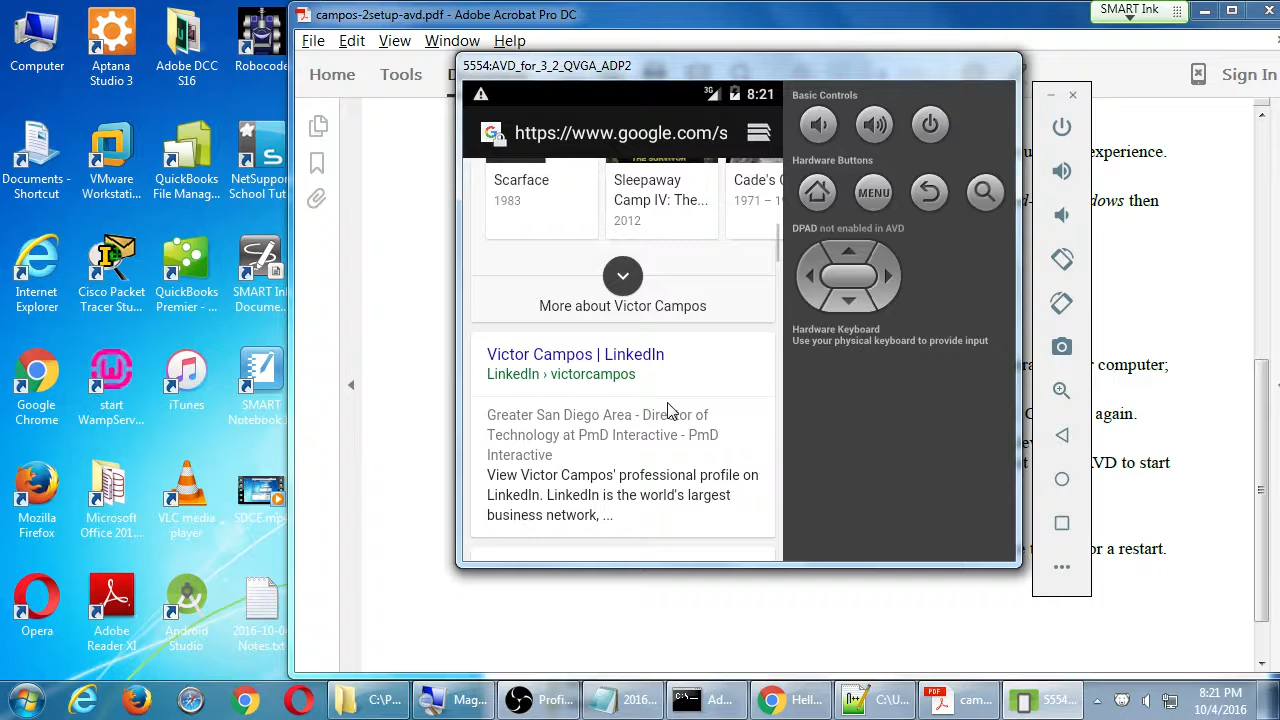 campos-2setup-avd.pdf - Adobe Acrobat Pro DC
SMART Ink
File Edit View Window Help
Home Tools
Sign In
5554:AVD_for_3_2_QVGA_ADP2
3G 8:21
https://www.google.com/s
Scarface
1983
Sleepaway
Camp IV: The...
2012
Cade's C
1971 – 1
More about Victor Campos
Victor Campos | LinkedIn
LinkedIn › victorcampos
Greater San Diego Area - Director of
Technology at PmD Interactive - PmD
Interactive
View Victor Campos' professional profile on
LinkedIn. LinkedIn is the world's largest
business network, ...
Basic Controls
Hardware Buttons
MENU
DPAD not enabled in AVD
Hardware Keyboard
Use your physical keyboard to provide input
experience.
dows then
computer;
again.
AVD to start
or a restart.
Computer
Aptana
Studio 3
Adobe DCC
S16
Robocode
Documents -
Shortcut
VMware
Workstati...
QuickBooks
File Manag...
NetSuppor
School Tut
Internet
Explorer
Cisco Packet
Tracer Stu...
QuickBooks
Premier - ...
SMART Ink
Docume...
Google
Chrome
start
WampServ...
iTunes
SMART
Notebook
Mozilla
Firefox
Microsoft
Office 201...
VLC media
player
SDCE.mp
Opera
Adobe
Reader XI
Android
Studio
2016-10-0
Notes.txt
C:\P...
Mag...
Profi...
2016...
Ad...
Hell...
C:\U...
cam...
5554...
8:21 PM
10/4/2016